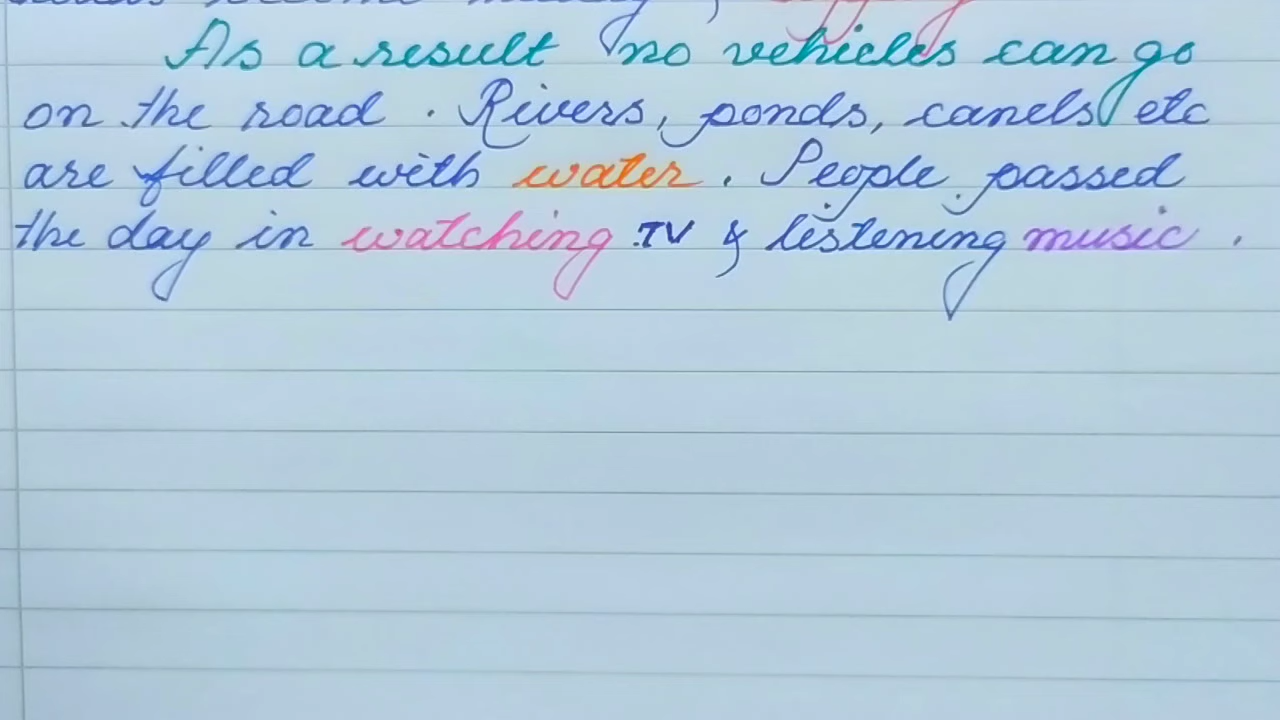 As a result no vehicles can go
on the road. Rivers, ponds, canels etc
are filled with water. People passed
the day in watching TV & listening music.